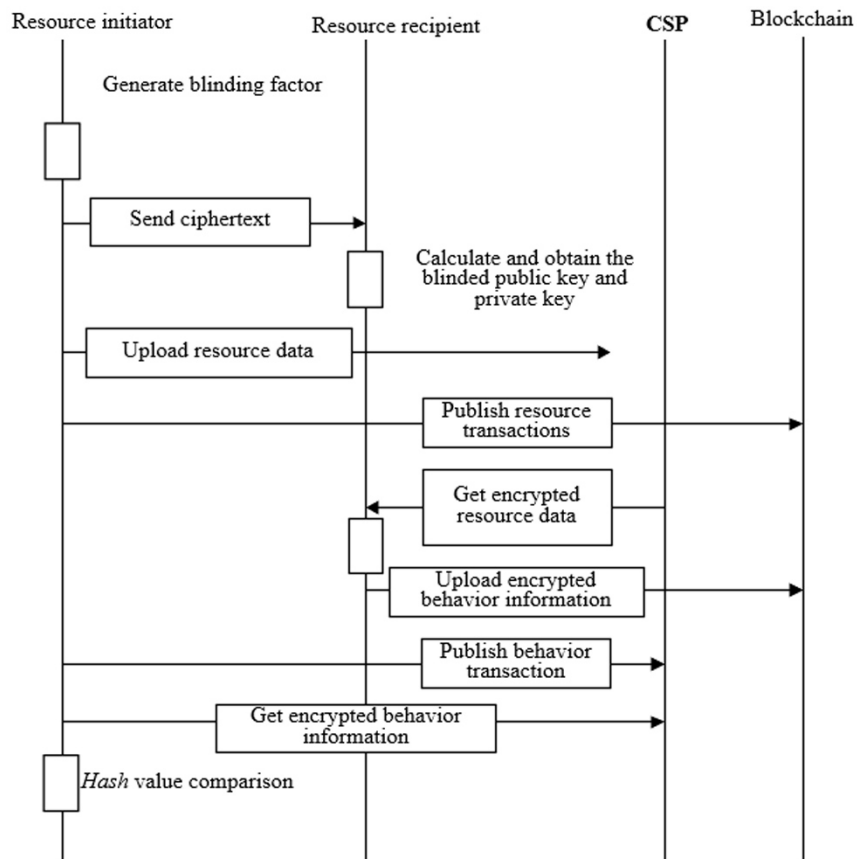 Resource initiator
Resource recipient
CSP
Blockchain
Generate blinding factor
Send ciphertext
Calculate and obtain the
blinded public key and
private key
Upload resource data
Publish resource
transactions
Get encrypted
resource data
Upload encrypted
behavior information
Publish behavior
transaction
Get encrypted behavior
information
Hash value comparison